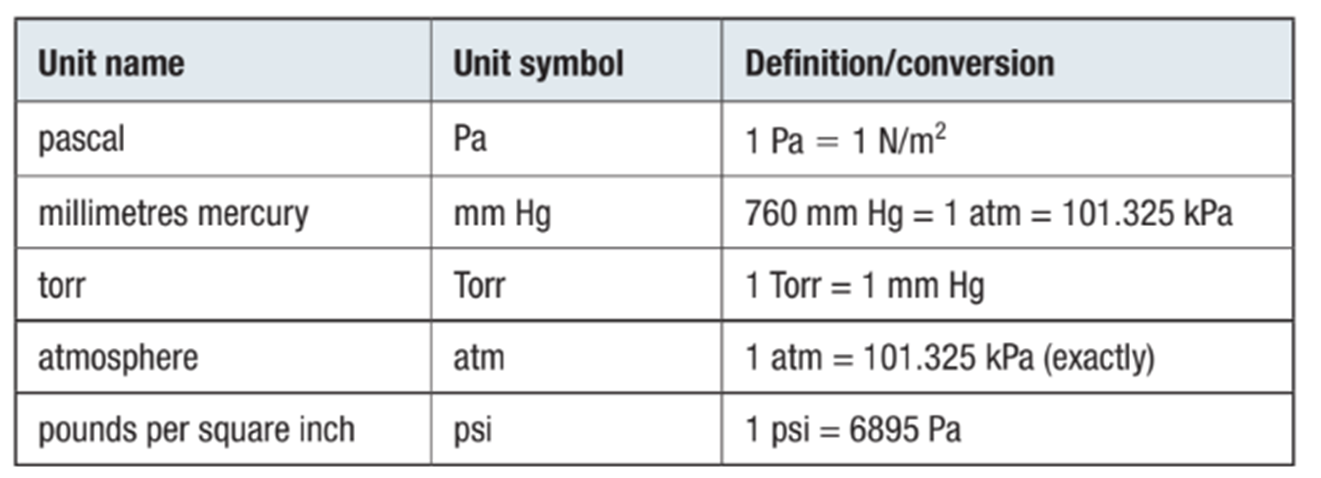 Unit name Unit symbol Definition/conversion
pascal Pa 1 Pa = 1 N/m²
millimetres mercury mm Hg 760 mm Hg = 1 atm = 101.325 kPa
torr Torr 1 Torr = 1 mm Hg
atmosphere atm 1 atm = 101.325 kPa (exactly)
pounds per square inch psi 1 psi = 6895 Pa